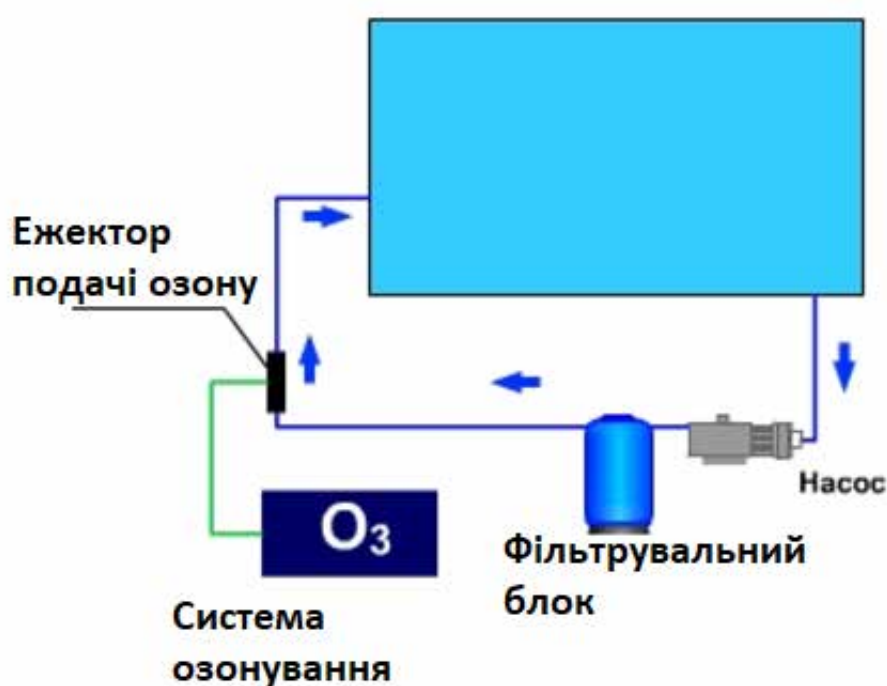 Ежектор
подачі озону
Насос
O₃
Фільтрувальний
блок
Система
озонування